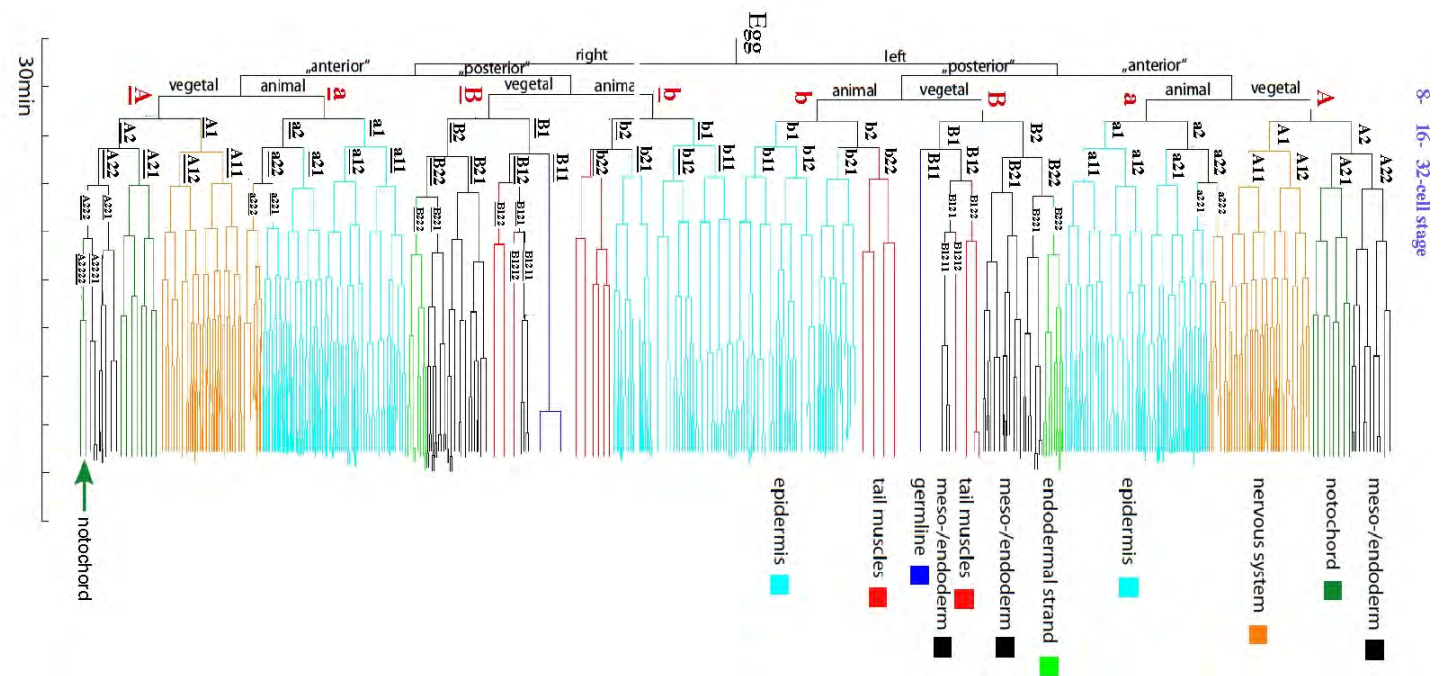 Egg
right
left
„anterior“
„posterior“
„posterior“
„anterior“
vegetal
animal
vegetal
anima
animal
vegetal
animal
vegetal
A
a
B
b
b
B
a
A
8- 16- 32-cell stage
30min
A2
A1
a2
a1
B2
B1
b2
b1
b1
b2
B1
B2
a1
a2
A1
A2
A22
A21
A12
A11
a22
a21
a12
a11
B22
B21
B12
B11
b22
b21
b12
b11
b11
b12
b21
b22
B11
B12
B21
B22
a11
a12
a21
a22
A11
A12
A21
A22
A222
A221
a222
a221
B222
B221
B122
B121
B121
B122
B221
B222
a221
a222
A2222
A2221
B1212
B1211
B1211
B1212
notochord
epidermis
tail muscles
germline
meso-/endoderm
tail muscles
meso-/endoderm
endodermal strand
epidermis
nervous system
notochord
meso-/endoderm